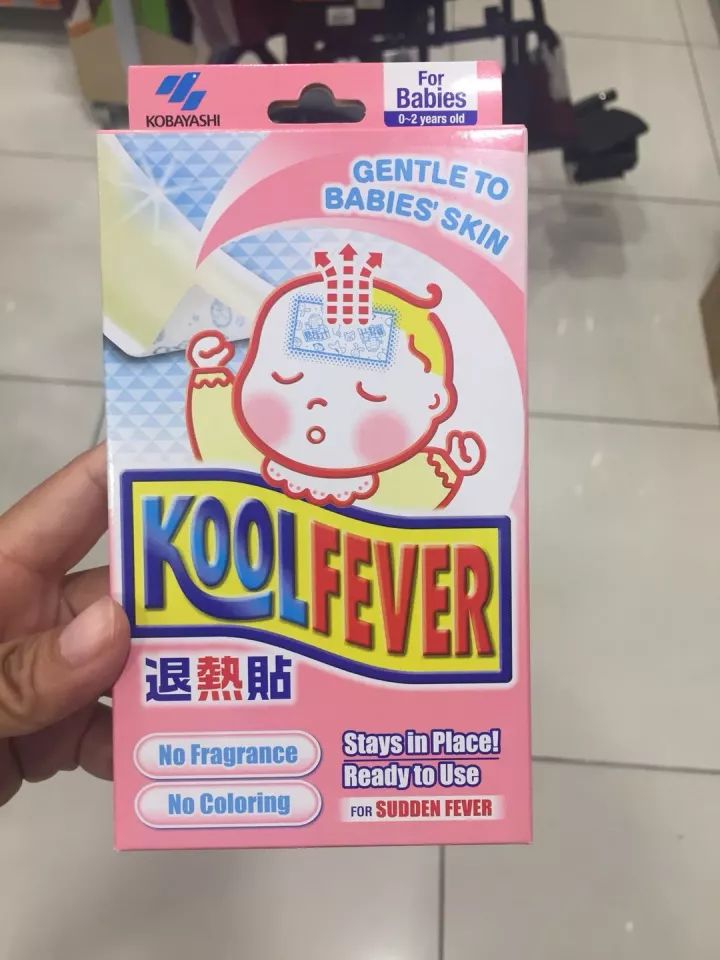 KOBAYASHI
For
Babies
0~2 years old
GENTLE TO
BABIES' SKIN
KOOLFEVER
退熱貼
No Fragrance
No Coloring
Stays in Place!
Ready to Use
FOR SUDDEN FEVER